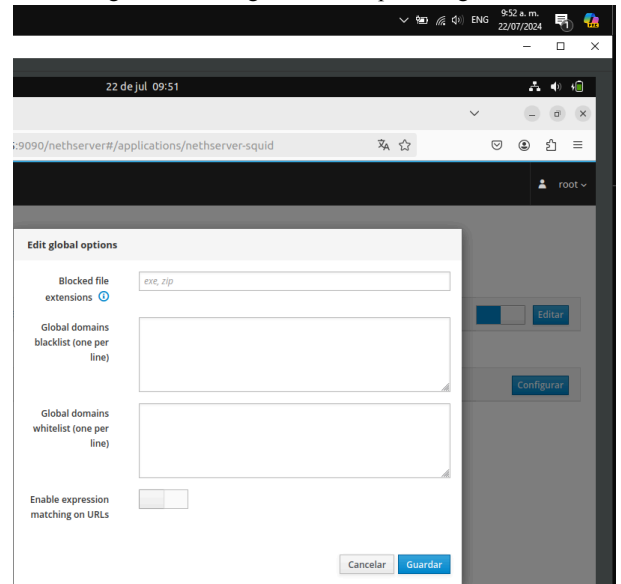 9:52 a. m.
ENG
22/07/2024
1
22 de jul 09:51
:9090/nethserver#/applications/nethserver-squid
root
Edit global options
Blocked file
extensions
exe, zip
Editar
Global domains
blacklist (one per
line)
Configurar
Global domains
whitelist (one per
line)
Enable expression
matching on URLs
Cancelar
Guardar